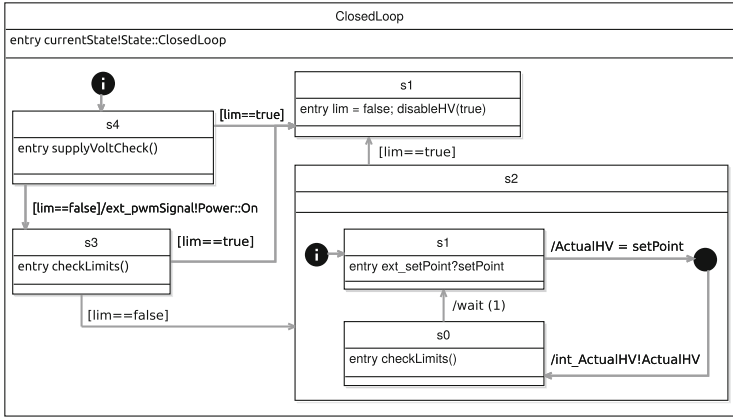 ClosedLoop
entry currentState!State::ClosedLoop
i
s4
entry supplyVoltCheck()
[lim==true]
s1
entry lim = false; disableHV(true)
[lim==true]
[lim==false]/ext_pwmSignal!Power::On
s3
entry checkLimits()
[lim==true]
[lim==false]
s2
i
s1
entry ext_setPoint?setPoint
/ActualHV = setPoint
/wait (1)
s0
entry checkLimits()
/int_ActualHV!ActualHV